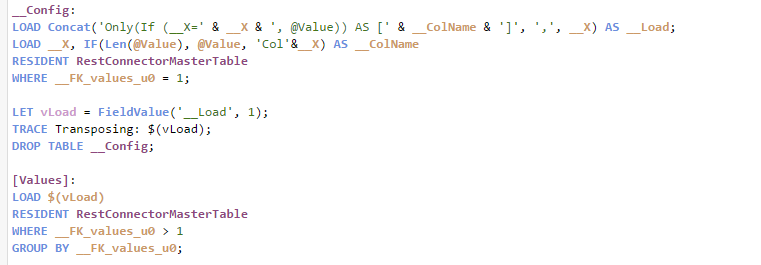 __Config:
LOAD Concat('Only(If (__X=' & __X & ', @Value)) AS [' & __ColName & ']', ',', __X) AS __Load;
LOAD __X, IF(Len(@Value), @Value, 'Col'&__X) AS __ColName
RESIDENT RestConnectorMasterTable
WHERE __FK_values_u0 = 1;
LET vLoad = FieldValue('__Load', 1);
TRACE Transposing: $(vLoad);
DROP TABLE __Config;
[Values]:
LOAD $(vLoad)
RESIDENT RestConnectorMasterTable
WHERE __FK_values_u0 > 1
GROUP BY __FK_values_u0;